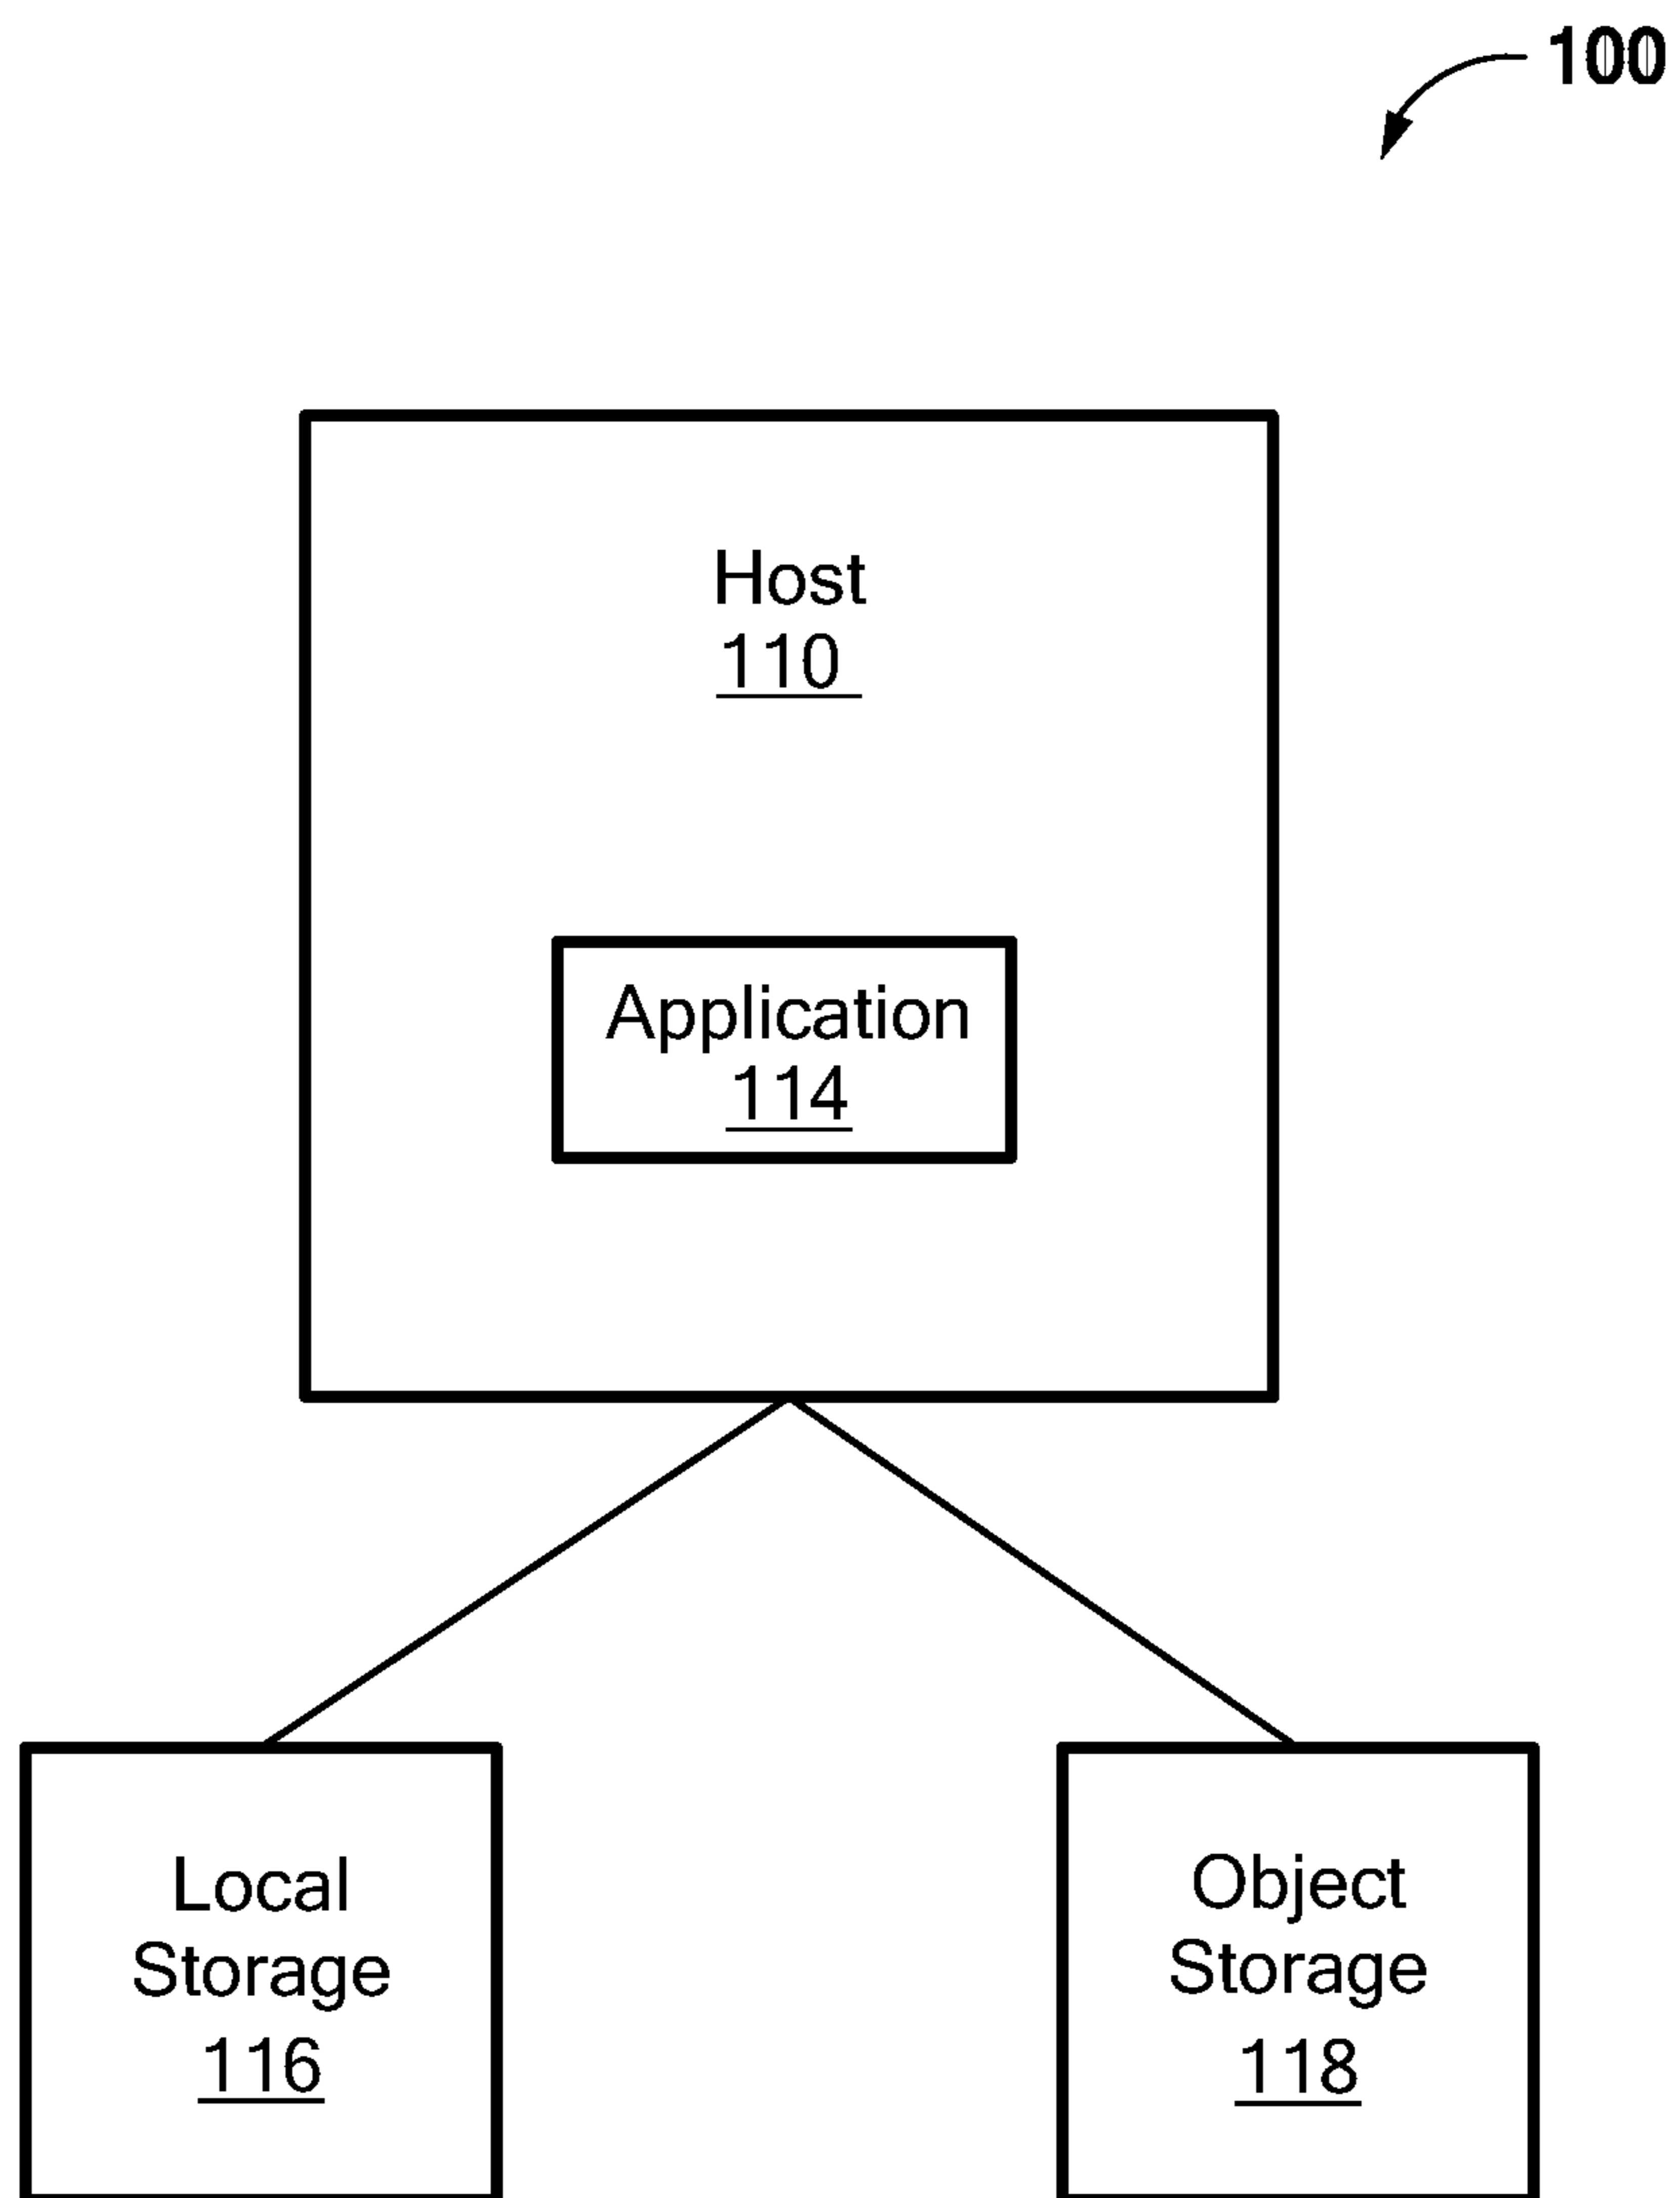 100
Host
110
Application
114
Local
Storage
116
Object
Storage
118